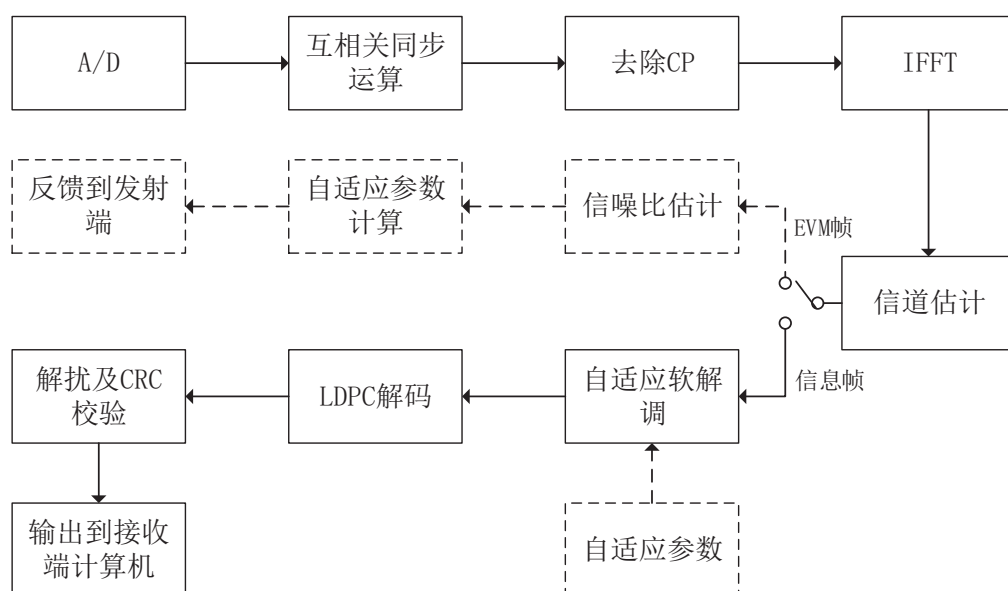 A/D
互相关同步
运算
去除CP
IFFT
反馈到发射
端
自适应参数
计算
信噪比估计
EVM帧
信道估计
解扰及CRC
校验
LDPC解码
自适应软解
调
信息帧
输出到接收
端计算机
自适应参数